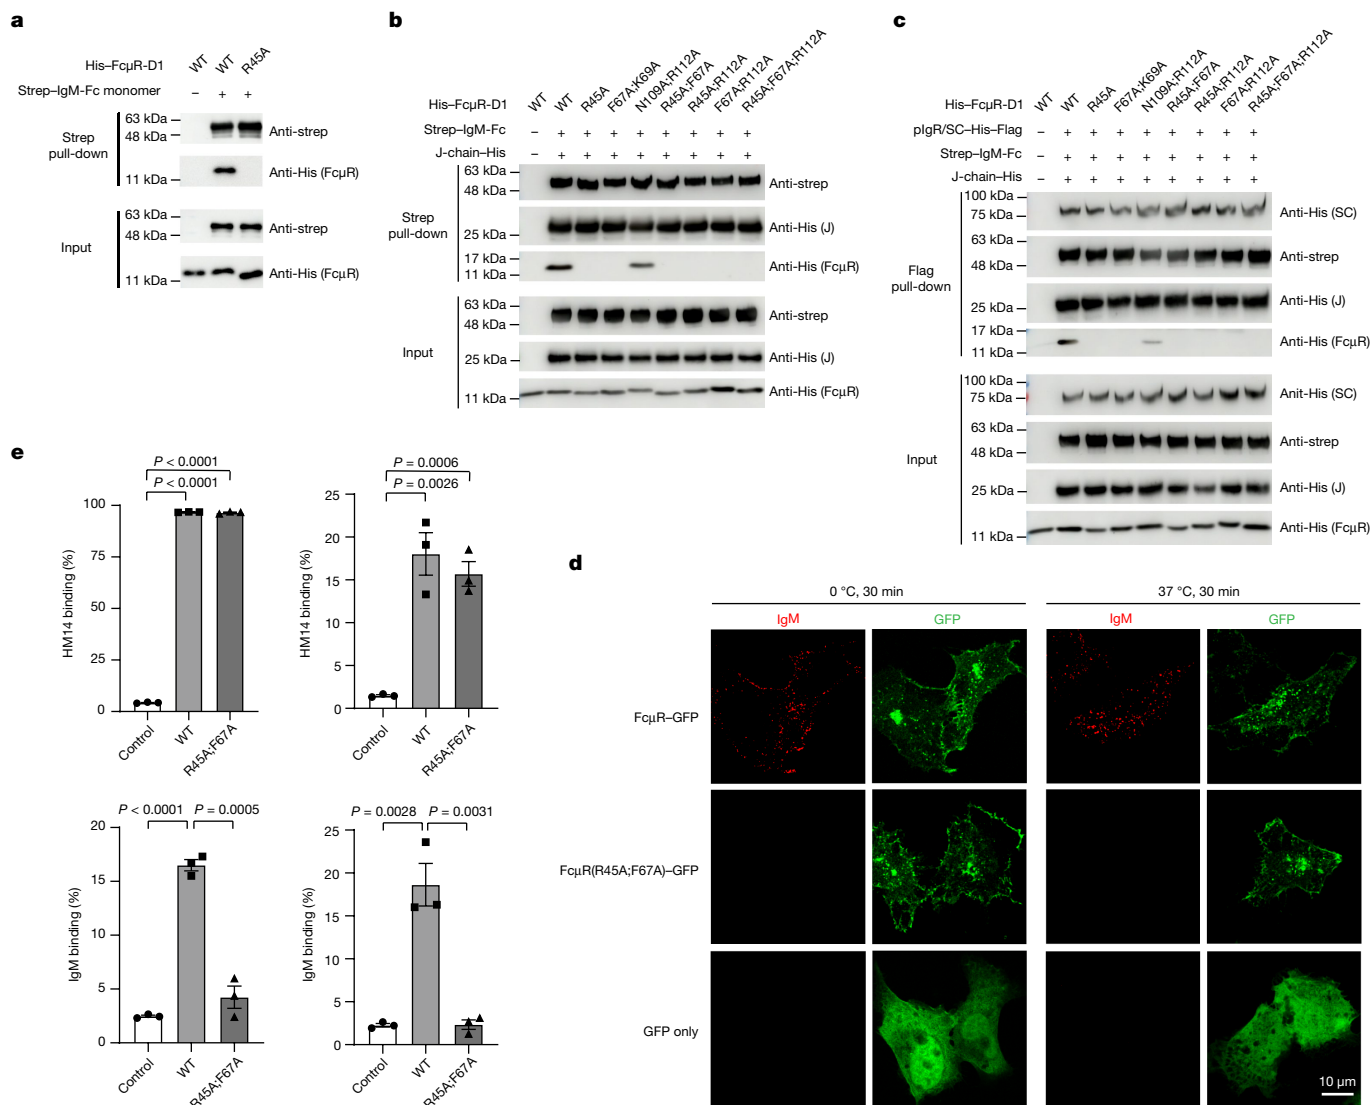 a
His–FcμR-D1 WT WT R45A
Strep–IgM-Fc monomer – + +
Strep pull-down
63 kDa
48 kDa
Anti-strep
11 kDa
Anti-His (FcμR)
Input
63 kDa
48 kDa
Anti-strep
11 kDa
Anti-His (FcμR)
b
His–FcμR-D1 WT WT R45A F67A;K69A N109A;R112A R45A;F67A R45A;R112A F67A;R112A R45A;F67A;R112A
Strep–IgM-Fc – + + + + + + + +
J-chain–His – + + + + + + + +
Strep pull-down
63 kDa
48 kDa
Anti-strep
25 kDa
Anti-His (J)
17 kDa
11 kDa
Anti-His (FcμR)
Input
63 kDa
48 kDa
Anti-strep
25 kDa
Anti-His (J)
11 kDa
Anti-His (FcμR)
c
His–FcμR-D1 WT WT R45A F67A;K69A N109A;R112A R45A;F67A R45A;R112A F67A;R112A R45A;F67A;R112A
pIgR/SC–His–Flag – + + + + + + + +
Strep–IgM-Fc – + + + + + + + +
J-chain–His – + + + + + + + +
Flag pull-down
100 kDa
75 kDa
Anti-His (SC)
63 kDa
48 kDa
Anti-strep
25 kDa
Anti-His (J)
17 kDa
11 kDa
Anti-His (FcμR)
Input
100 kDa
75 kDa
Anit-His (SC)
63 kDa
48 kDa
Anti-strep
25 kDa
Anti-His (J)
11 kDa
Anti-His (FcμR)
d
0 °C, 30 min
37 °C, 30 min
IgM GFP IgM GFP
FcμR–GFP
FcμR(R45A;F67A)–GFP
GFP only
10 μm
e
P < 0.0001
P < 0.0001
HM14 binding (%)
100
75
50
25
0
Control WT R45A;F67A
P = 0.0006
P = 0.0026
HM14 binding (%)
25
20
15
10
5
0
Control WT R45A;F67A
P < 0.0001 P = 0.0005
IgM binding (%)
20
15
10
5
0
Control WT R45A;F67A
P = 0.0028 P = 0.0031
IgM binding (%)
25
20
15
10
5
0
Control WT R45A;F67A